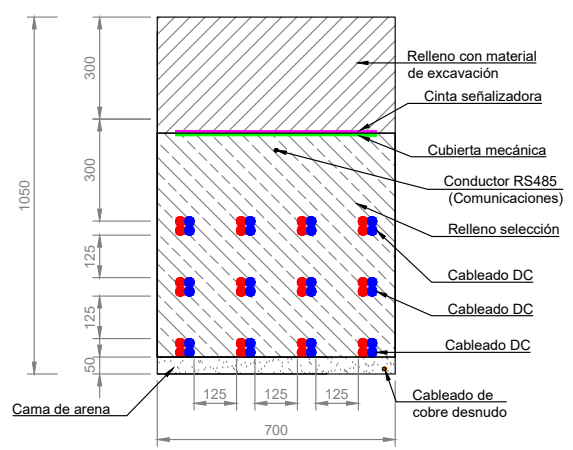 300
Relleno con material
de excavación
Cinta señalizadora
Cubierta mecánica
300
1050
Conductor RS485
(Comunicaciones)
Relleno selección
125
Cableado DC
125
Cableado DC
Cableado DC
50
125
125
125
Cama de arena
Cableado de
cobre desnudo
700